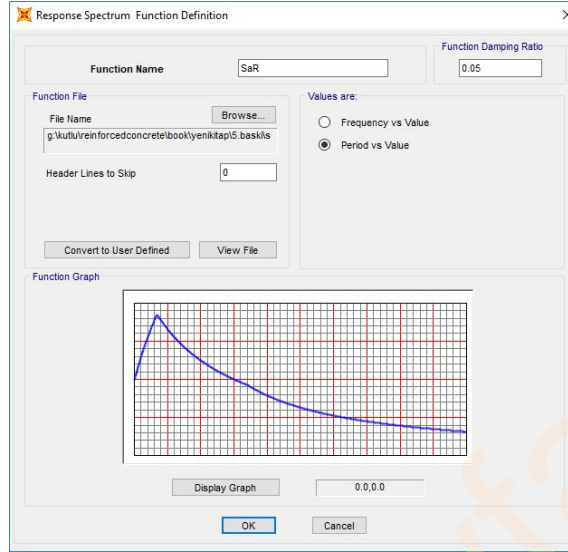 Response Spectrum Function Definition
Function Damping Ratio
Function Name
SaR
0.05
Function File
Values are:
File Name
Browse...
Frequency vs Value
g:\kutlu\reinforcedconcrete\book\yenikitap\5.baski\s
Period vs Value
Header Lines to Skip
0
Convert to User Defined
View File
Function Graph
Display Graph
0.0,0.0
OK
Cancel